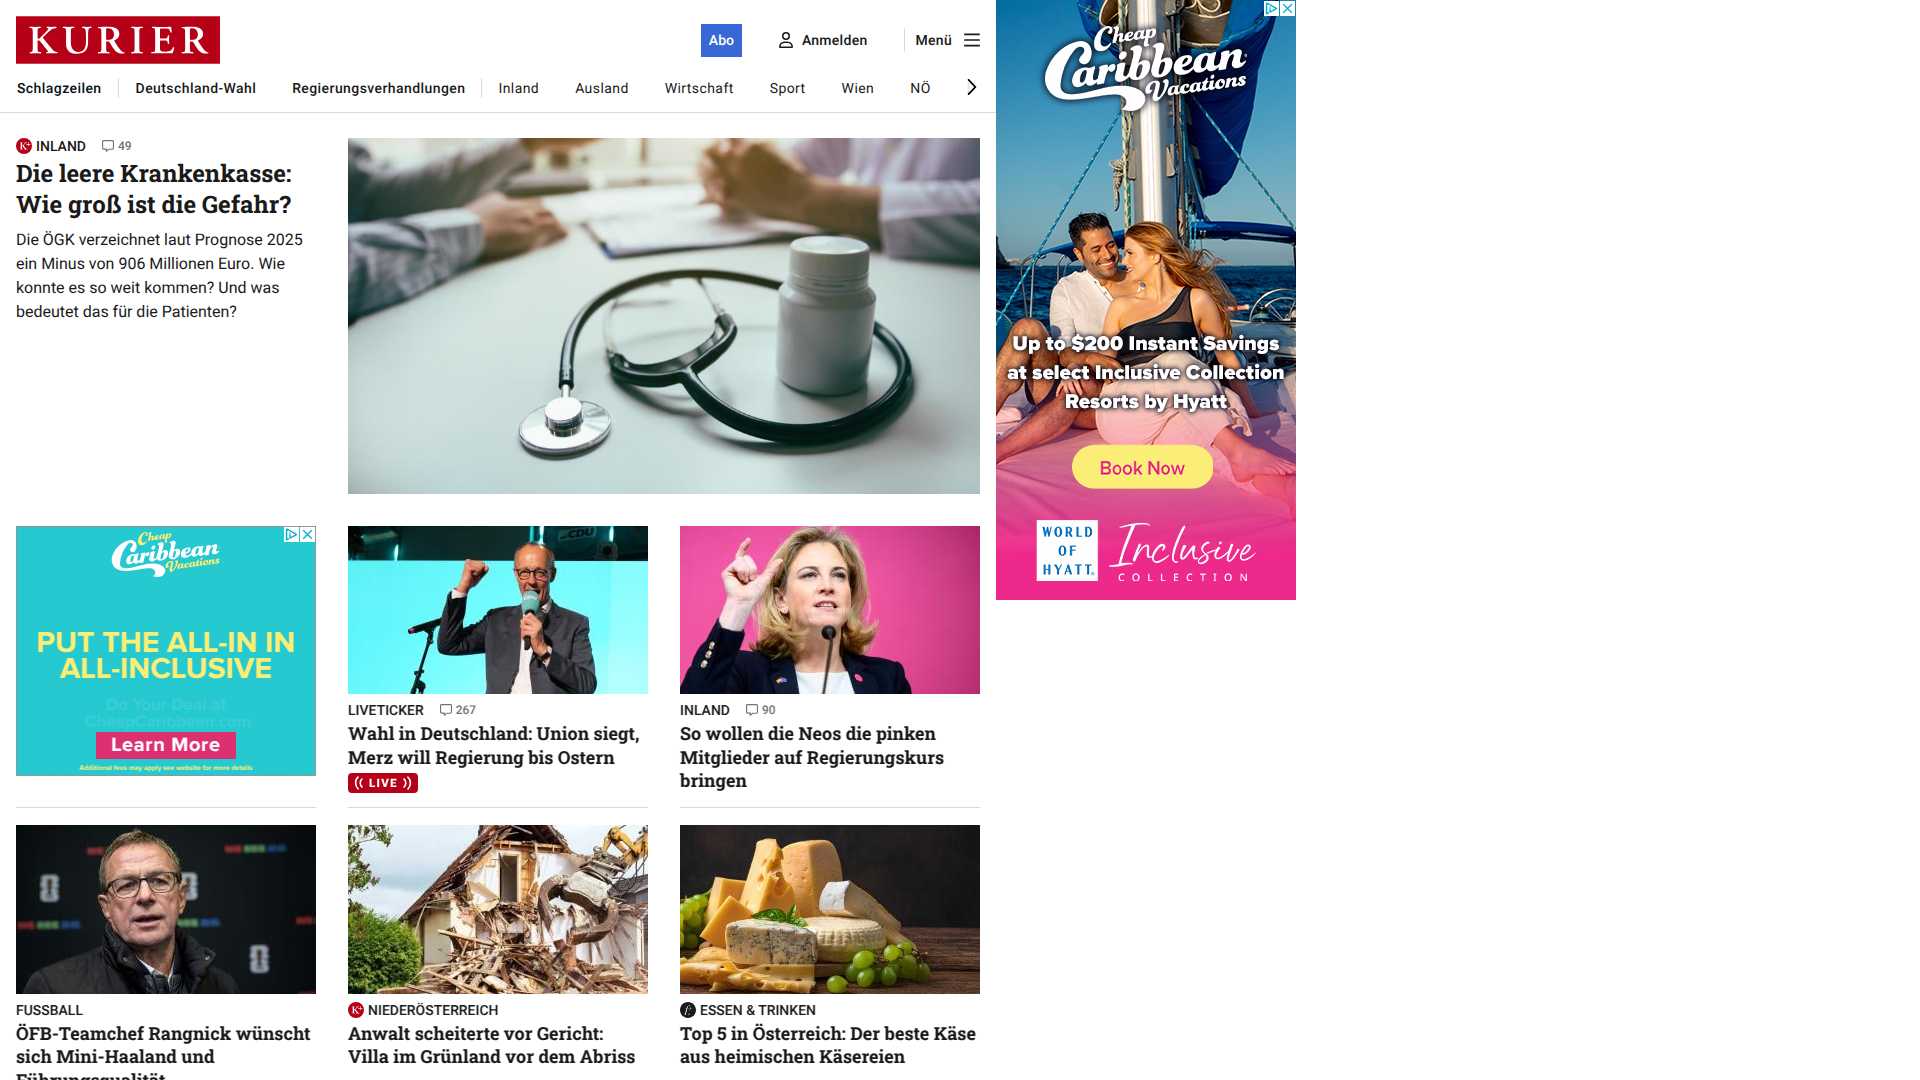 KURIER
Abo
Anmelden
Menü
Schlagzeilen
Deutschland-Wahl
Regierungsverhandlungen
Inland
Ausland
Wirtschaft
Sport
Wien
NÖ
K+ INLAND 49
Die leere Krankenkasse:
Wie groß ist die Gefahr?
Die ÖGK verzeichnet laut Prognose 2025
ein Minus von 906 Millionen Euro. Wie
konnte es so weit kommen? Und was
bedeutet das für die Patienten?
Cheap
Caribbean
Vacations
Up to $200 Instant Savings
at select Inclusive Collection
Resorts by Hyatt
Book Now
WORLD
OF
HYATT
Inclusive
COLLECTION
Cheap
Caribbean
Vacations
PUT THE ALL-IN IN
ALL-INCLUSIVE
Do Your Deal at
CheapCaribbean.com
Learn More
Additional fees may apply see website for more details
CDU
LIVETICKER 267
Wahl in Deutschland: Union siegt,
Merz will Regierung bis Ostern
LIVE
INLAND 90
So wollen die Neos die pinken
Mitglieder auf Regierungskurs
bringen
FUSSBALL
ÖFB-Teamchef Rangnick wünscht
sich Mini-Haaland und
Führungsqualität
K+ NIEDERÖSTERREICH
Anwalt scheiterte vor Gericht:
Villa im Grünland vor dem Abriss
f ESSEN & TRINKEN
Top 5 in Österreich: Der beste Käse
aus heimischen Käsereien